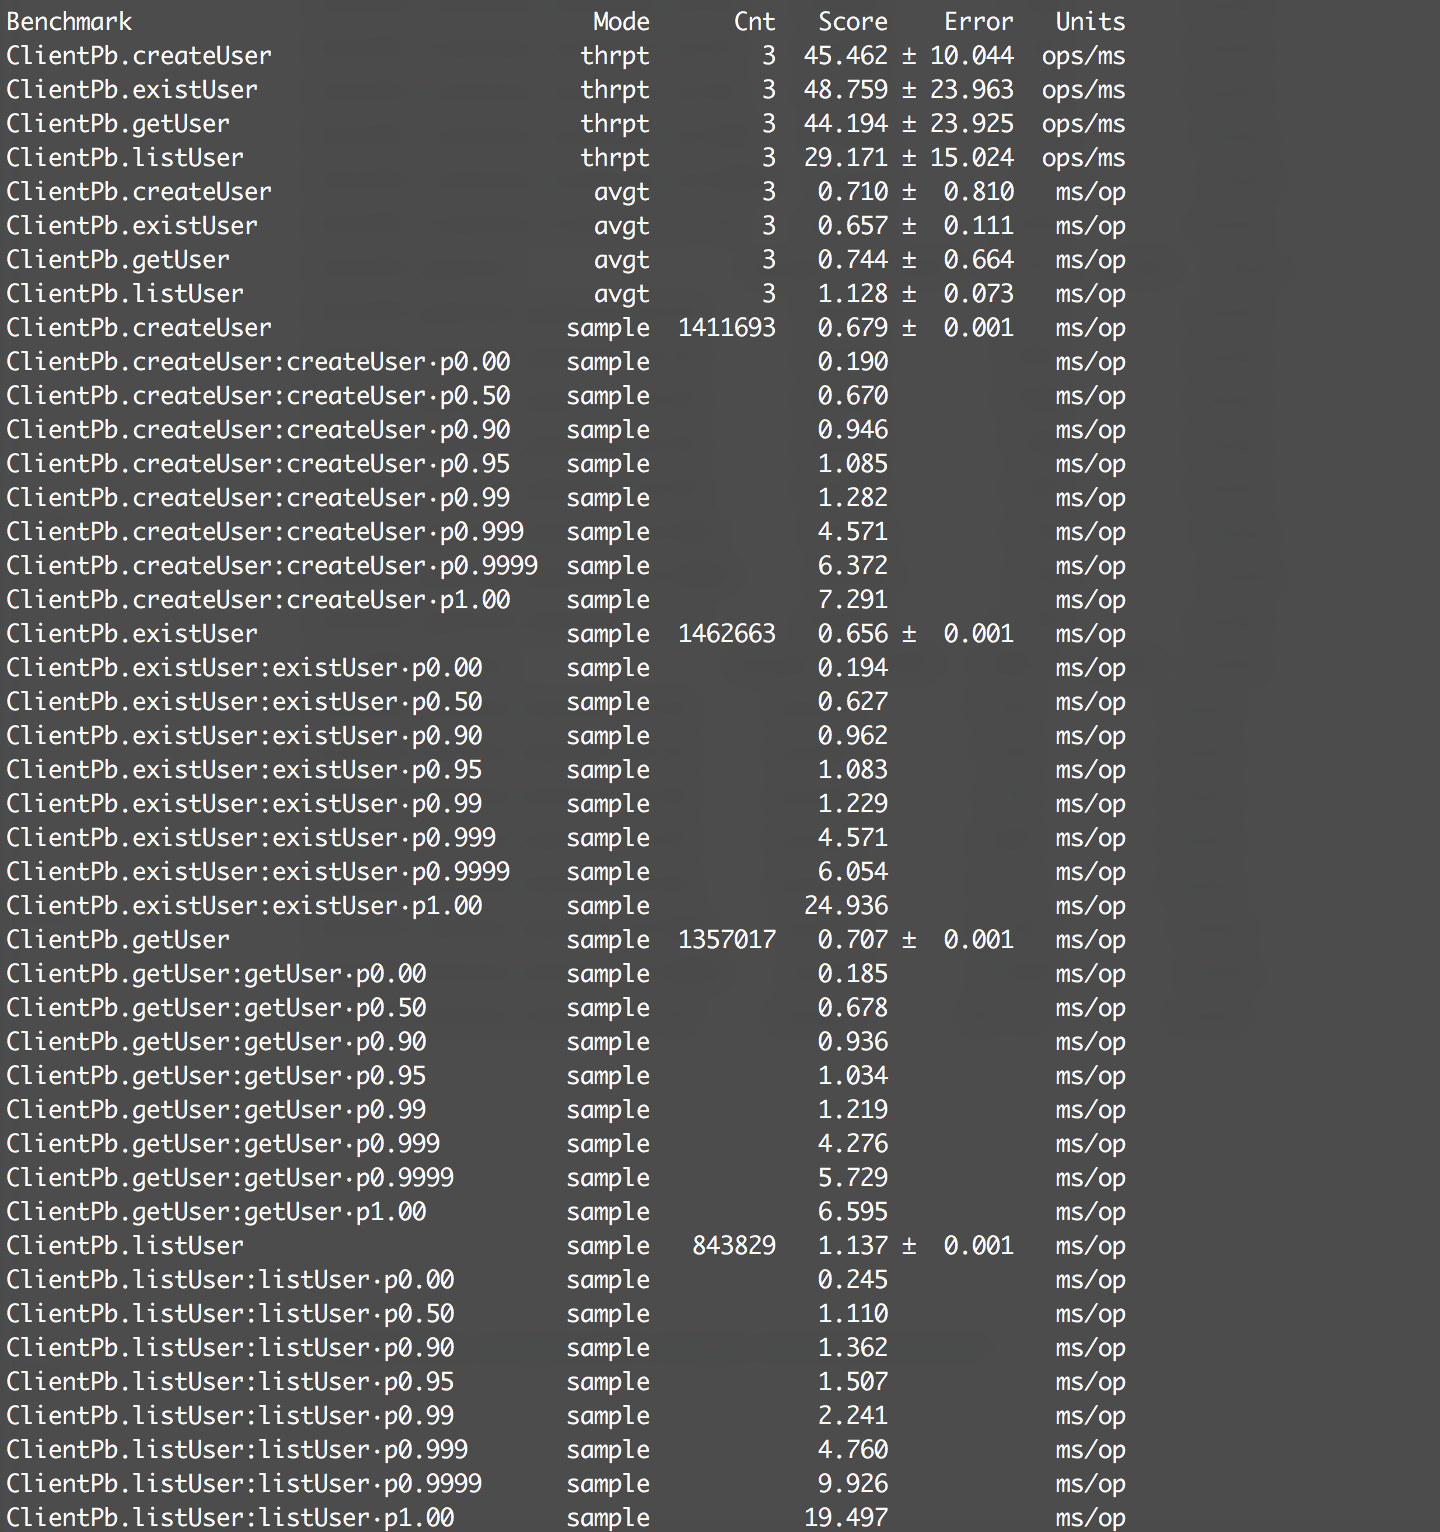 Benchmark Mode Cnt Score Error Units
ClientPb.createUser thrpt 3 45.462 ± 10.044 ops/ms
ClientPb.existUser thrpt 3 48.759 ± 23.963 ops/ms
ClientPb.getUser thrpt 3 44.194 ± 23.925 ops/ms
ClientPb.listUser thrpt 3 29.171 ± 15.024 ops/ms
ClientPb.createUser avgt 3 0.710 ± 0.810 ms/op
ClientPb.existUser avgt 3 0.657 ± 0.111 ms/op
ClientPb.getUser avgt 3 0.744 ± 0.664 ms/op
ClientPb.listUser avgt 3 1.128 ± 0.073 ms/op
ClientPb.createUser sample 1411693 0.679 ± 0.001 ms/op
ClientPb.createUser:createUser·p0.00 sample 0.190 ms/op
ClientPb.createUser:createUser·p0.50 sample 0.670 ms/op
ClientPb.createUser:createUser·p0.90 sample 0.946 ms/op
ClientPb.createUser:createUser·p0.95 sample 1.085 ms/op
ClientPb.createUser:createUser·p0.99 sample 1.282 ms/op
ClientPb.createUser:createUser·p0.999 sample 4.571 ms/op
ClientPb.createUser:createUser·p0.9999 sample 6.372 ms/op
ClientPb.createUser:createUser·p1.00 sample 7.291 ms/op
ClientPb.existUser sample 1462663 0.656 ± 0.001 ms/op
ClientPb.existUser:existUser·p0.00 sample 0.194 ms/op
ClientPb.existUser:existUser·p0.50 sample 0.627 ms/op
ClientPb.existUser:existUser·p0.90 sample 0.962 ms/op
ClientPb.existUser:existUser·p0.95 sample 1.083 ms/op
ClientPb.existUser:existUser·p0.99 sample 1.229 ms/op
ClientPb.existUser:existUser·p0.999 sample 4.571 ms/op
ClientPb.existUser:existUser·p0.9999 sample 6.054 ms/op
ClientPb.existUser:existUser·p1.00 sample 24.936 ms/op
ClientPb.getUser sample 1357017 0.707 ± 0.001 ms/op
ClientPb.getUser:getUser·p0.00 sample 0.185 ms/op
ClientPb.getUser:getUser·p0.50 sample 0.678 ms/op
ClientPb.getUser:getUser·p0.90 sample 0.936 ms/op
ClientPb.getUser:getUser·p0.95 sample 1.034 ms/op
ClientPb.getUser:getUser·p0.99 sample 1.219 ms/op
ClientPb.getUser:getUser·p0.999 sample 4.276 ms/op
ClientPb.getUser:getUser·p0.9999 sample 5.729 ms/op
ClientPb.getUser:getUser·p1.00 sample 6.595 ms/op
ClientPb.listUser sample 843829 1.137 ± 0.001 ms/op
ClientPb.listUser:listUser·p0.00 sample 0.245 ms/op
ClientPb.listUser:listUser·p0.50 sample 1.110 ms/op
ClientPb.listUser:listUser·p0.90 sample 1.362 ms/op
ClientPb.listUser:listUser·p0.95 sample 1.507 ms/op
ClientPb.listUser:listUser·p0.99 sample 2.241 ms/op
ClientPb.listUser:listUser·p0.999 sample 4.760 ms/op
ClientPb.listUser:listUser·p0.9999 sample 9.926 ms/op
ClientPb.listUser:listUser·p1.00 sample 19.497 ms/op